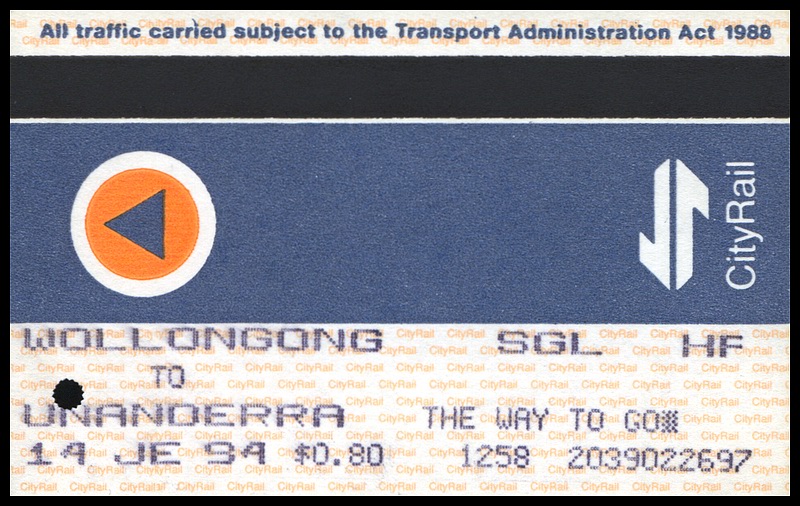 All traffic carried subject to the Transport Administration Act 1988
CityRail
WOLLONGONG SGL HF
TO
UNANDERRA THE WAY TO GO
14 JE 94 $0.80 1258 2039022697